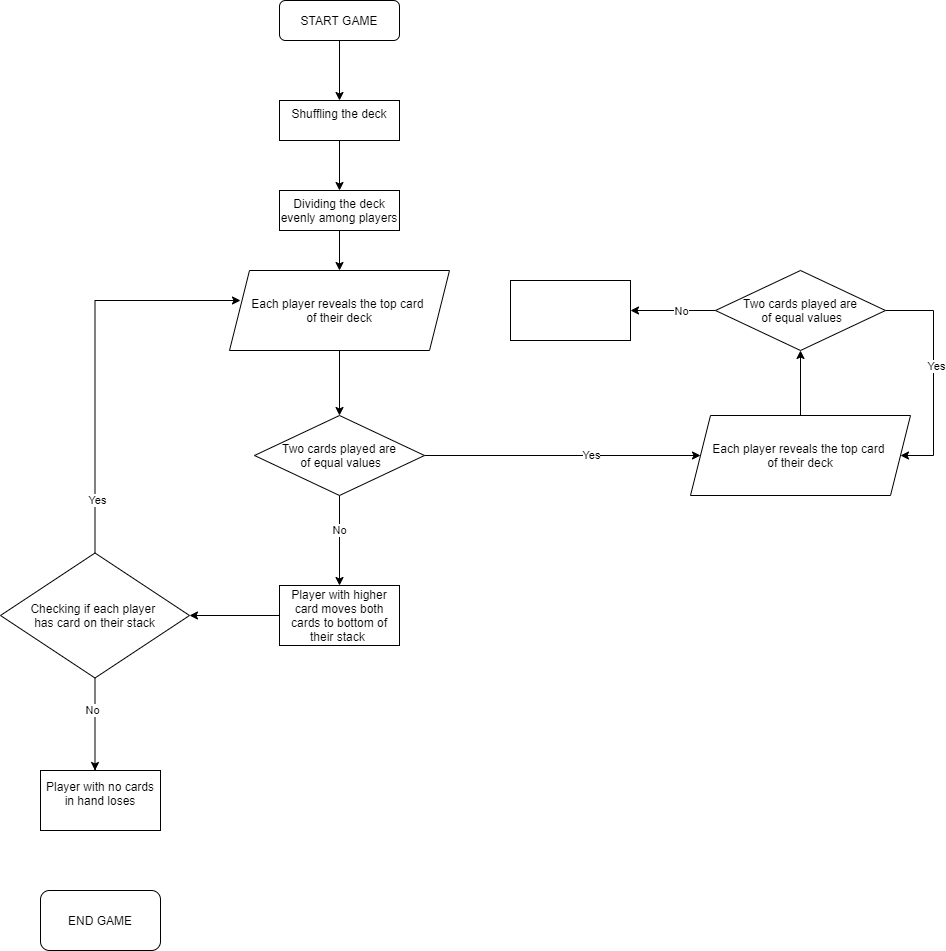 START GAME
Shuffling the deck
Dividing the deck
evenly among players
Each player reveals the top card
of their deck
Two cards played are
of equal values
No
Two cards played are
of equal values
Yes
Yes
Each player reveals the top card
of their deck
Yes
No
Player with higher
card moves both
cards to bottom of
their stack
Checking if each player
has card on their stack
No
Player with no cards
in hand loses
END GAME